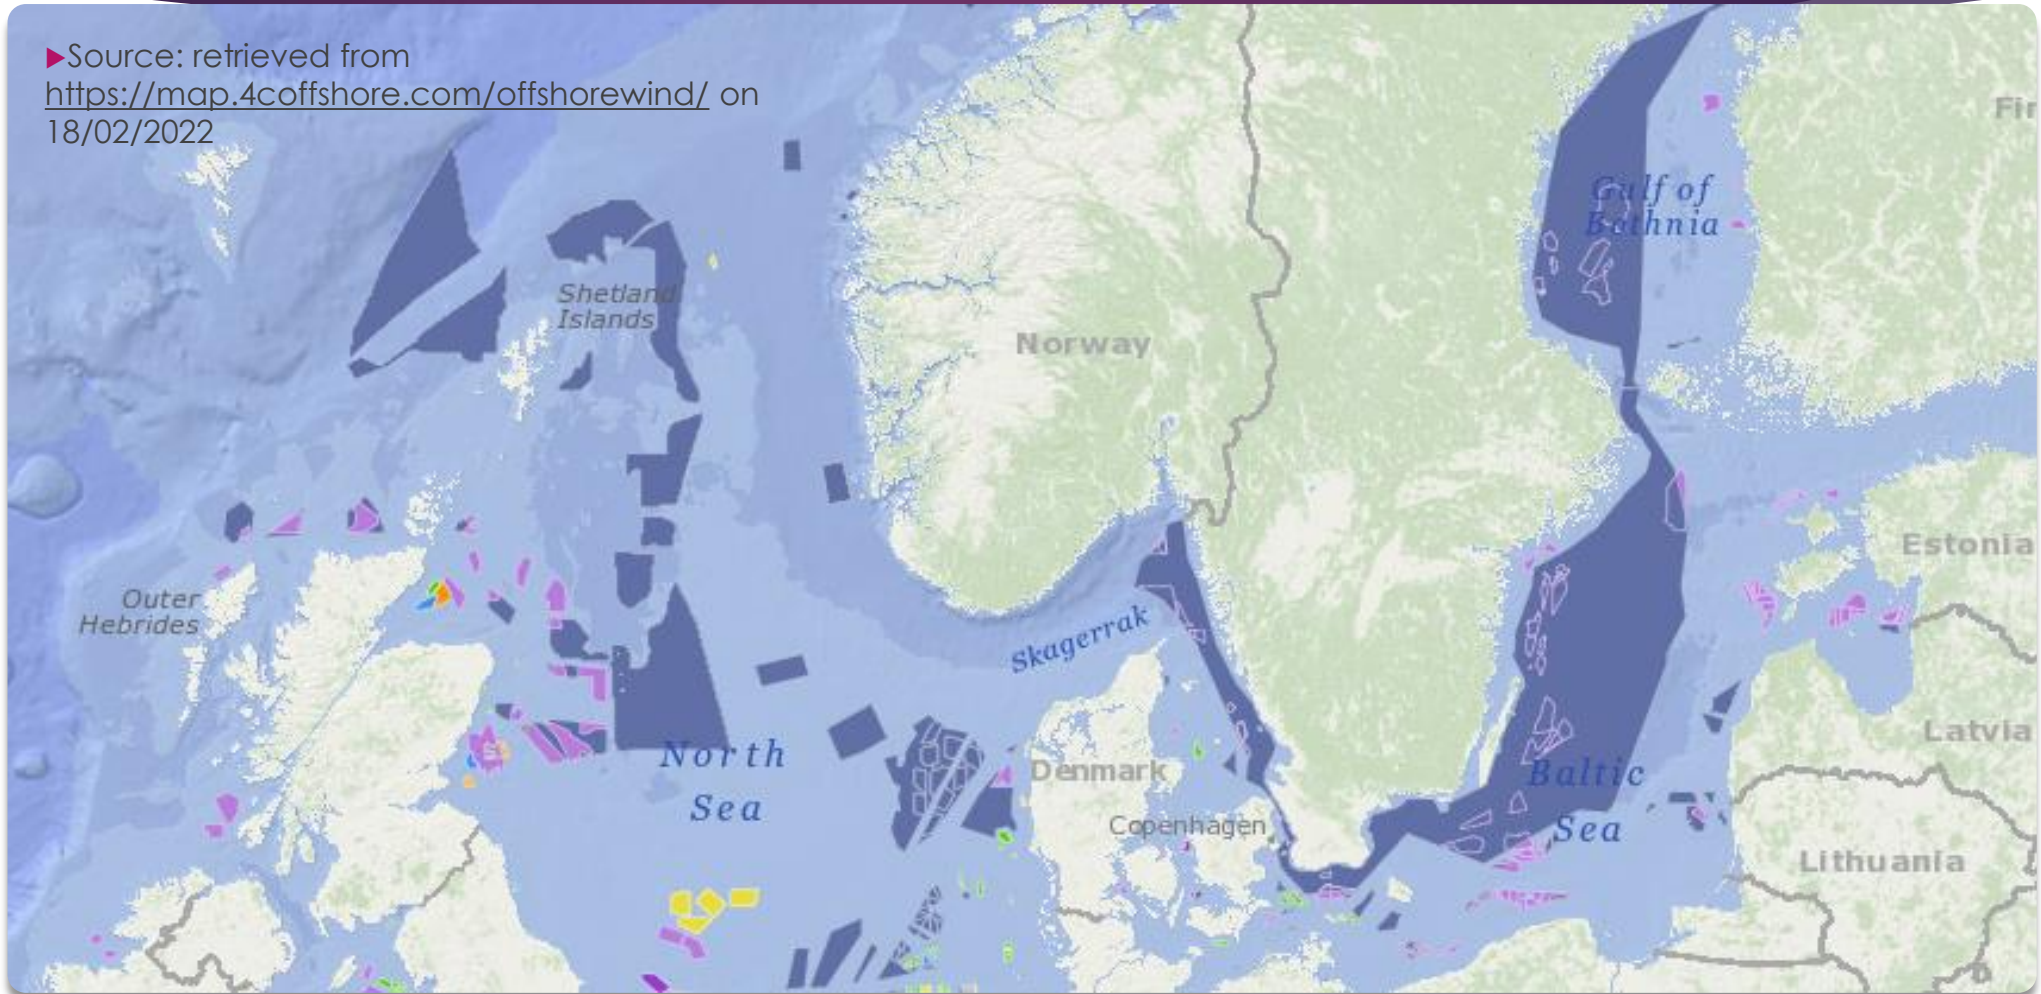 ▶Source: retrieved from
https://map.4coffshore.com/offshorewind/ on
18/02/2022
Fin
Gulf of
Bothnia
Shetland
Islands
Norway
Estonia
Outer
Hebrides
Skagerrak
Latvia
North
Sea
Denmark
Baltic
Sea
Copenhagen
Lithuania